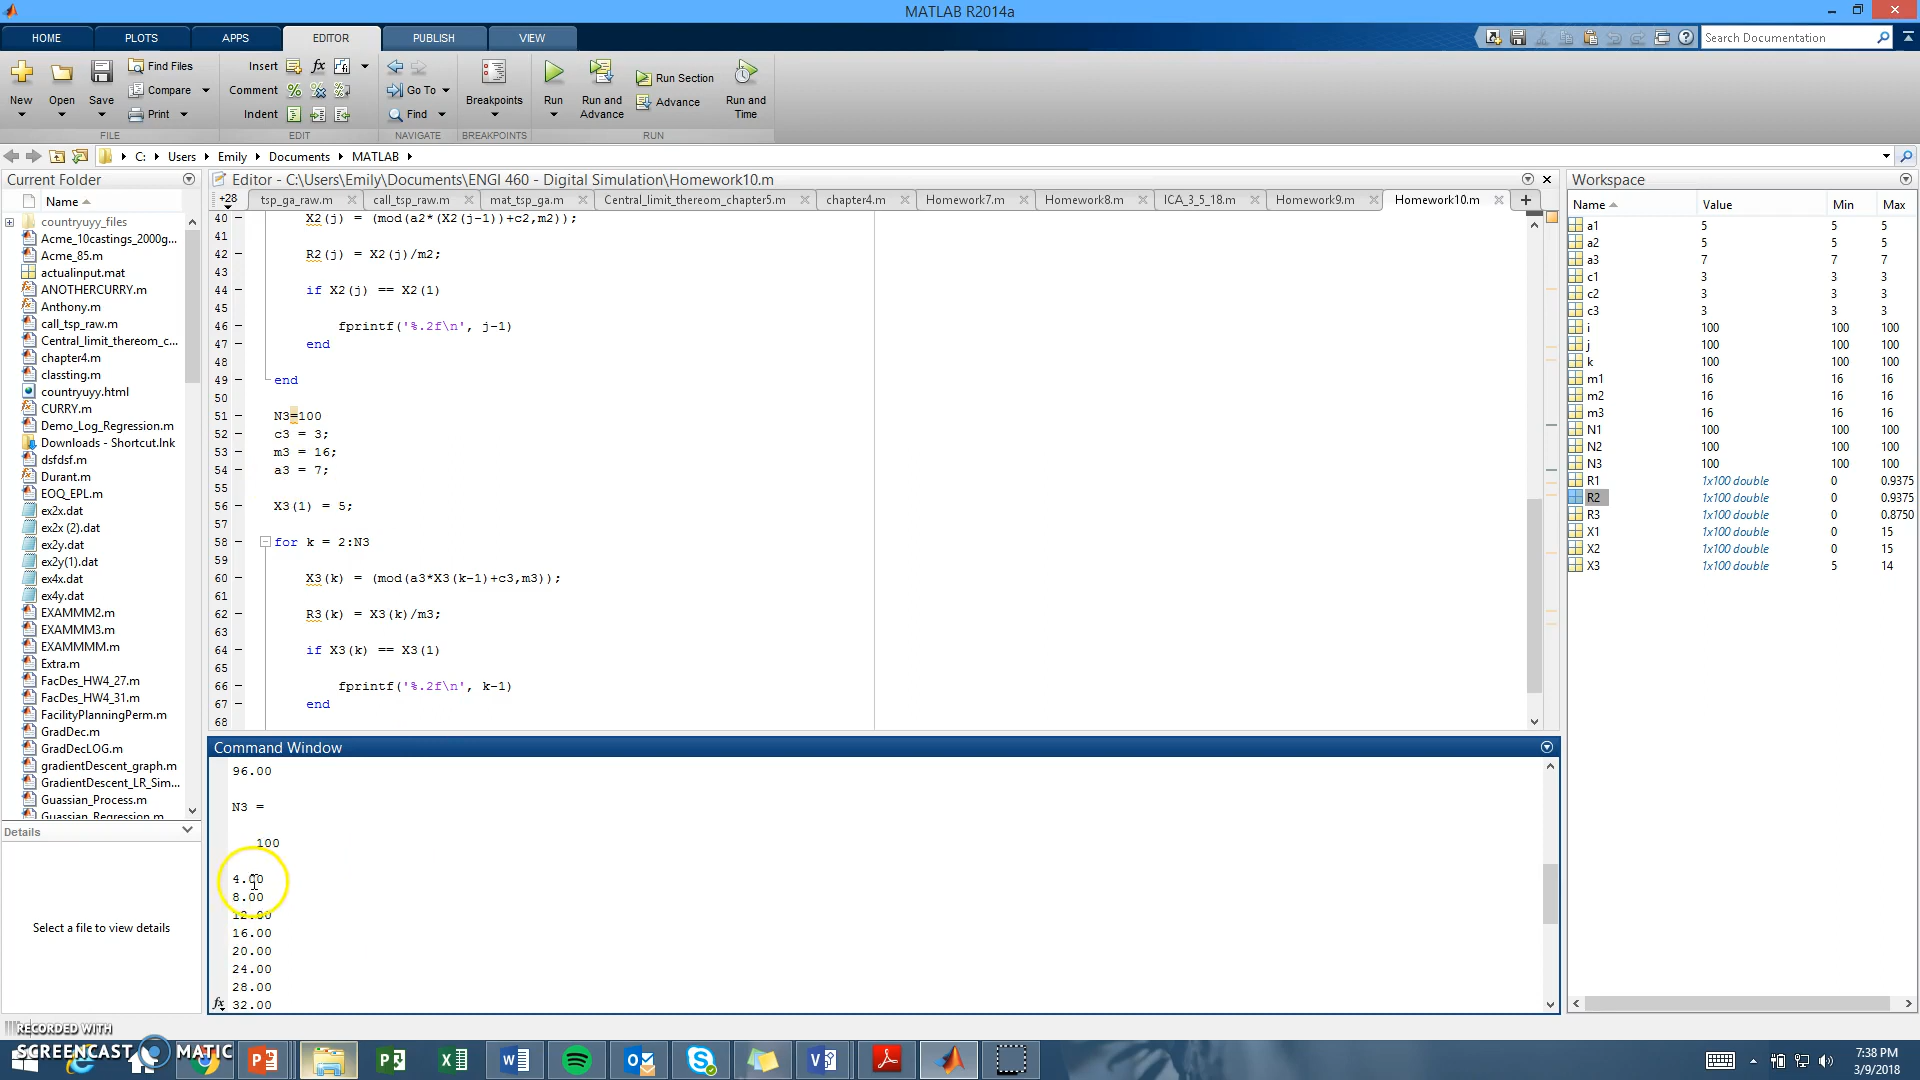 MATLAB R2014a
HOME PLOTS APPS EDITOR PUBLISH VIEW
Search Documentation
New Open Save
Find Files
Compare
Print
FILE
Insert
Comment
Indent
EDIT
Go To
Find
NAVIGATE
Breakpoints
BREAKPOINTS
Run
Run and Advance
Run Section
Advance
Run and Time
RUN
C: Users Emily Documents MATLAB
Current Folder
Name
countryuyy_files
Acme_10castings_2000g...
Acme_85.m
actualinput.mat
ANOTHERCURRY.m
Anthony.m
call_tsp_raw.m
Central_limit_thereom_c...
chapter4.m
classting.m
countryuyy.html
CURRY.m
Demo_Log_Regression.m
Downloads - Shortcut.lnk
dsfdsf.m
Durant.m
EOQ_EPL.m
ex2x.dat
ex2x (2).dat
ex2y.dat
ex2y(1).dat
ex4x.dat
ex4y.dat
EXAMMM2.m
EXAMMM3.m
EXAMMMM.m
Extra.m
FacDes_HW4_27.m
FacDes_HW4_31.m
FacilityPlanningPerm.m
GradDec.m
GradDecLOG.m
gradientDescent_graph.m
GradientDescent_LR_Sim...
Guassian_Process.m
Guassian_Regression.m
Details
Select a file to view details
Editor - C:\Users\Emily\Documents\ENGI 460 - Digital Simulation\Homework10.m
+28 tsp_ga_raw.m call_tsp_raw.m mat_tsp_ga.m Central_limit_thereom_chapter5.m chapter4.m Homework7.m Homework8.m ICA_3_5_18.m Homework9.m Homework10.m
40 X2(j) = (mod(a2*(X2(j-1))+c2,m2));
41
42 R2(j) = X2(j)/m2;
43
44 if X2(j) == X2(1)
45
46 fprintf('%.2f\n', j-1)
47 end
48
49 end
50
51 N3=100
52 c3 = 3;
53 m3 = 16;
54 a3 = 7;
55
56 X3(1) = 5;
57
58 for k = 2:N3
59
60 X3(k) = (mod(a3*X3(k-1)+c3,m3));
61
62 R3(k) = X3(k)/m3;
63
64 if X3(k) == X3(1)
65
66 fprintf('%.2f\n', k-1)
67 end
68
Command Window
96.00
N3 =
100
4.00
8.00
12.00
16.00
20.00
24.00
28.00
32.00
fx
Workspace
Name Value Min Max
a1 5 5 5
a2 5 5 5
a3 7 7 7
c1 3 3 3
c2 3 3 3
c3 3 3 3
i 100 100 100
j 100 100 100
k 100 100 100
m1 16 16 16
m2 16 16 16
m3 16 16 16
N1 100 100 100
N2 100 100 100
N3 100 100 100
R1 1x100 double 0 0.9375
R2 1x100 double 0 0.9375
R3 1x100 double 0 0.8750
X1 1x100 double 0 15
X2 1x100 double 0 15
X3 1x100 double 5 14
RECORDED WITH
SCREENCAST MATIC
7:38 PM
3/9/2018